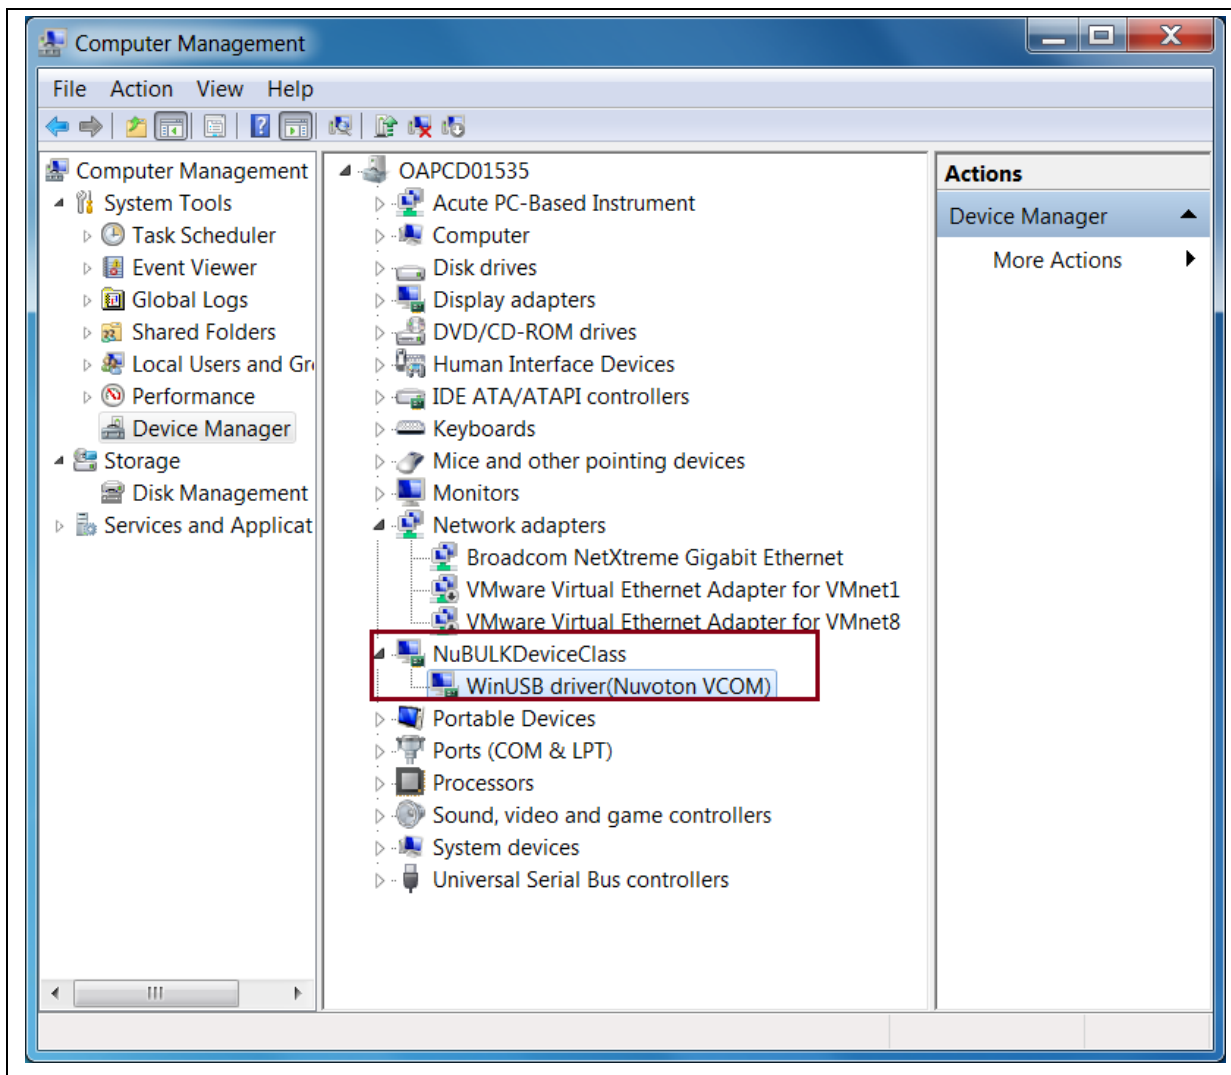 Computer Management
File Action View Help
Computer Management
System Tools
Task Scheduler
Event Viewer
Global Logs
Shared Folders
Local Users and Gr
Performance
Device Manager
Storage
Disk Management
Services and Applicat
OAPCD01535
Acute PC-Based Instrument
Computer
Disk drives
Display adapters
DVD/CD-ROM drives
Human Interface Devices
IDE ATA/ATAPI controllers
Keyboards
Mice and other pointing devices
Monitors
Network adapters
Broadcom NetXtreme Gigabit Ethernet
VMware Virtual Ethernet Adapter for VMnet1
VMware Virtual Ethernet Adapter for VMnet8
NuBULKDeviceClass
WinUSB driver(Nuvoton VCOM)
Portable Devices
Ports (COM & LPT)
Processors
Sound, video and game controllers
System devices
Universal Serial Bus controllers
Actions
Device Manager
More Actions